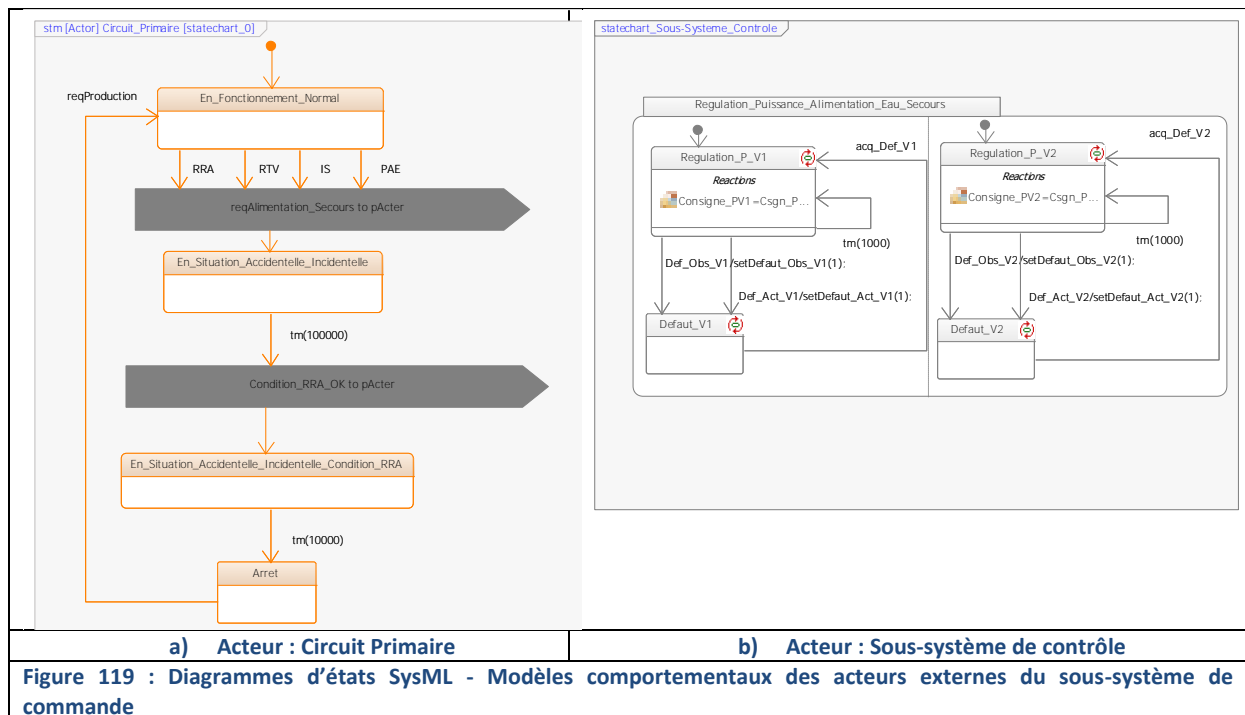 stm [Actor] Circuit_Primaire [statechart_0]
reqProduction
En_Fonctionnement_Normal
RRA
RTV
IS
PAE
reqAlimentation_Secours to pActer
En_Situation_Accidentelle_Incidentelle
tm(100000)
Condition_RRA_OK to pActer
En_Situation_Accidentelle_Incidentelle_Condition_RRA
tm(10000)
Arret
statechart_Sous-Systeme_Controle
Regulation_Puissance_Alimentation_Eau_Secours
acq_Def_V1
Regulation_P_V1
Reactions
Consigne_PV1=Csgn_P...
tm(1000)
Def_Obs_V1/setDefaut_Obs_V1(1);
Def_Act_V1/setDefaut_Act_V1(1);
Defaut_V1
acq_Def_V2
Regulation_P_V2
Reactions
Consigne_PV2=Csgn_P...
tm(1000)
Def_Obs_V2/setDefaut_Obs_V2(1);
Def_Act_V2/setDefaut_Act_V2(1);
Defaut_V2
a) Acteur : Circuit Primaire
b) Acteur : Sous-système de contrôle
Figure 119 : Diagrammes d'états SysML - Modèles comportementaux des acteurs externes du sous-système de
commande